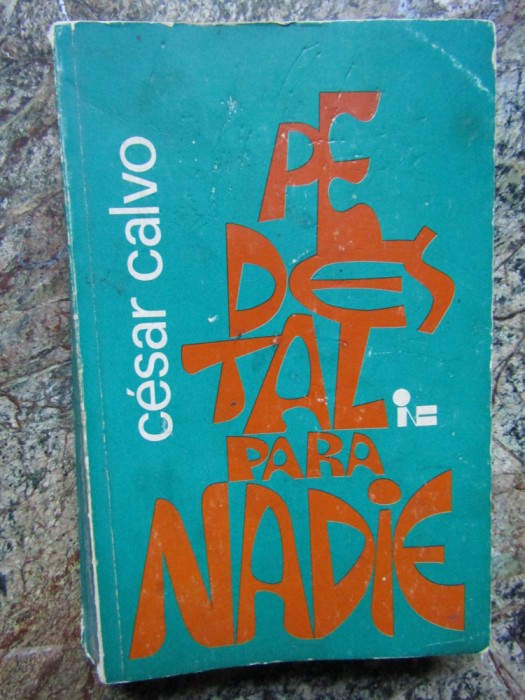 césar calvo
PE
DES
TAL
PARA
NADiE